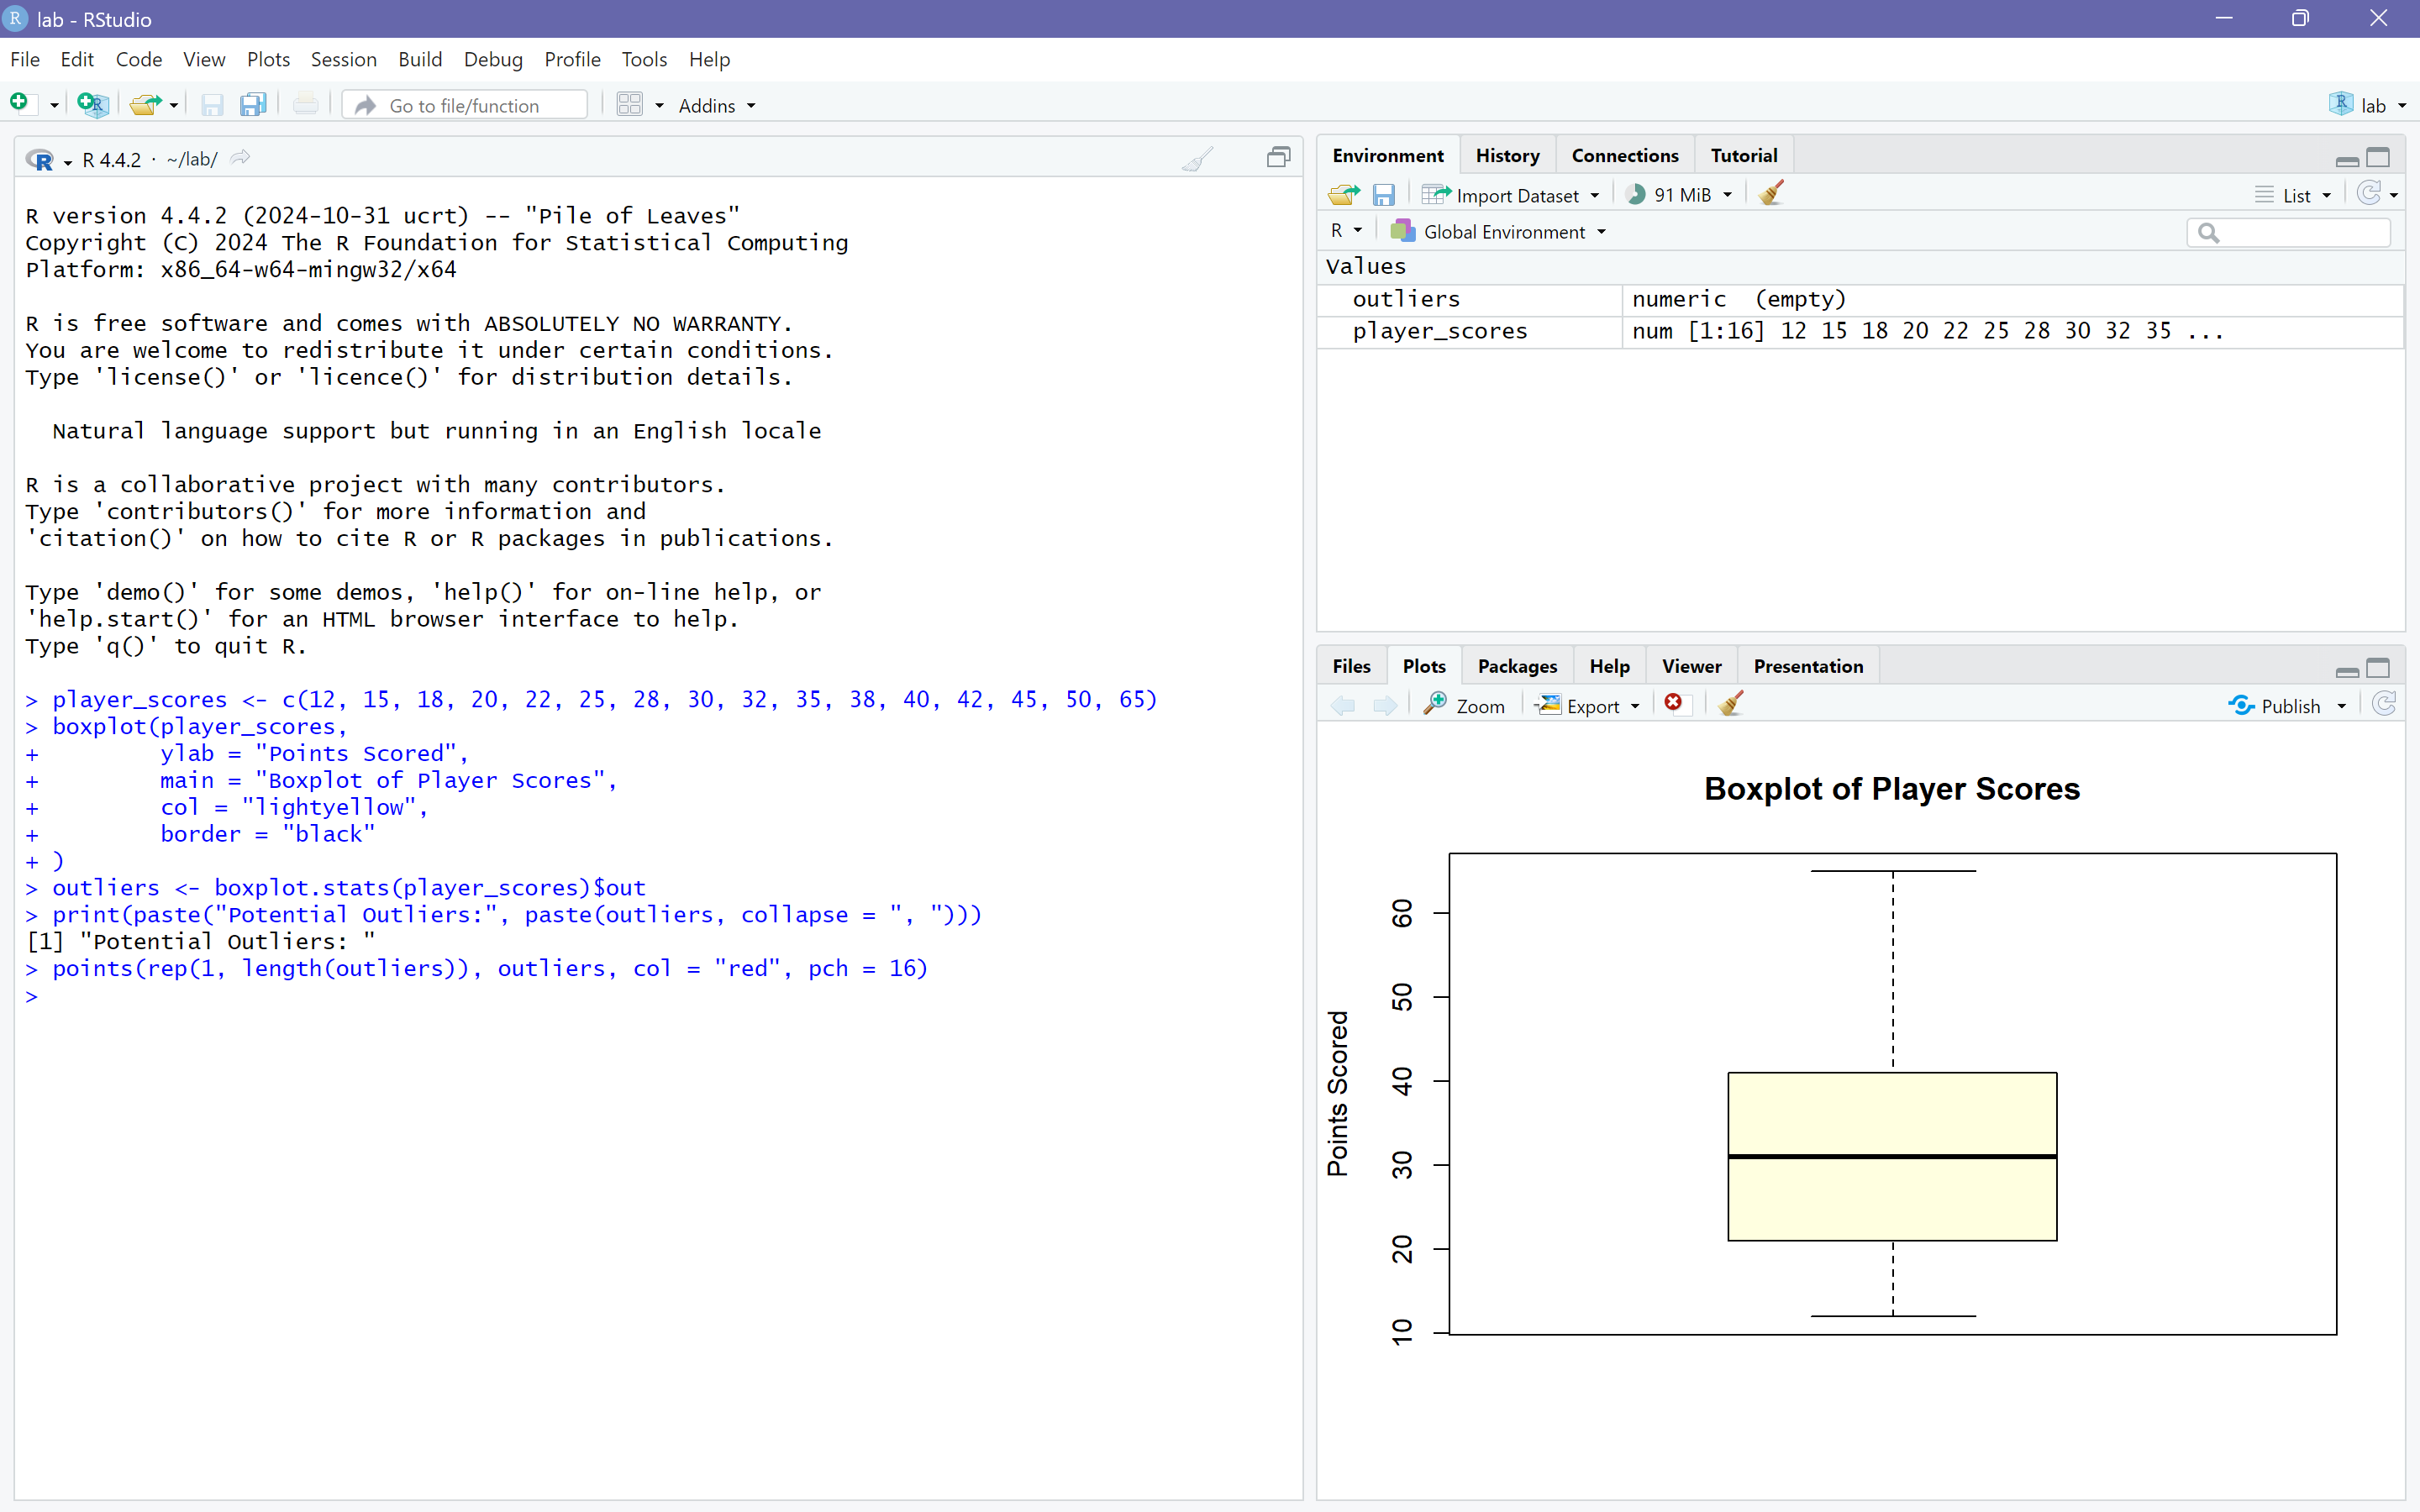 lab - RStudio
File Edit Code View Plots Session Build Debug Profile Tools Help
Go to file/function Addins lab
R 4.4.2 · ~/lab/
R version 4.4.2 (2024-10-31 ucrt) -- "Pile of Leaves"
Copyright (C) 2024 The R Foundation for Statistical Computing
Platform: x86_64-w64-mingw32/x64
R is free software and comes with ABSOLUTELY NO WARRANTY.
You are welcome to redistribute it under certain conditions.
Type 'license()' or 'licence()' for distribution details.
Natural language support but running in an English locale
R is a collaborative project with many contributors.
Type 'contributors()' for more information and
'citation()' on how to cite R or R packages in publications.
Type 'demo()' for some demos, 'help()' for on-line help, or
'help.start()' for an HTML browser interface to help.
Type 'q()' to quit R.
> player_scores <- c(12, 15, 18, 20, 22, 25, 28, 30, 32, 35, 38, 40, 42, 45, 50, 65)
> boxplot(player_scores,
+         ylab = "Points Scored",
+         main = "Boxplot of Player Scores",
+         col = "lightyellow",
+         border = "black"
+ )
> outliers <- boxplot.stats(player_scores)$out
> print(paste("Potential Outliers:", paste(outliers, collapse = ", ")))
[1] "Potential Outliers: "
> points(rep(1, length(outliers)), outliers, col = "red", pch = 16)
>
Environment History Connections Tutorial
Import Dataset 91 MiB List
R Global Environment
Values
outliers numeric (empty)
player_scores num [1:16] 12 15 18 20 22 25 28 30 32 35 ...
Files Plots Packages Help Viewer Presentation
Zoom Export Publish
Boxplot of Player Scores
Points Scored
60
50
40
30
20
10